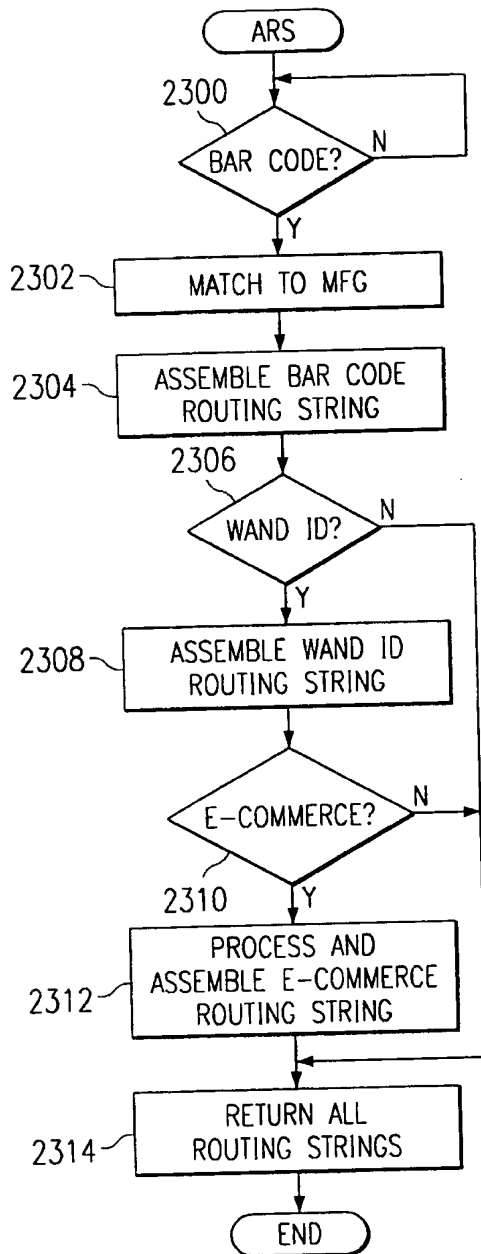 ARS
2300
BAR CODE?
N
Y
2302
MATCH TO MFG
2304
ASSEMBLE BAR CODE
ROUTING STRING
2306
WAND ID?
N
Y
2308
ASSEMBLE WAND ID
ROUTING STRING
E-COMMERCE?
N
2310
Y
2312
PROCESS AND
ASSEMBLE E-COMMERCE
ROUTING STRING
2314
RETURN ALL
ROUTING STRINGS
END